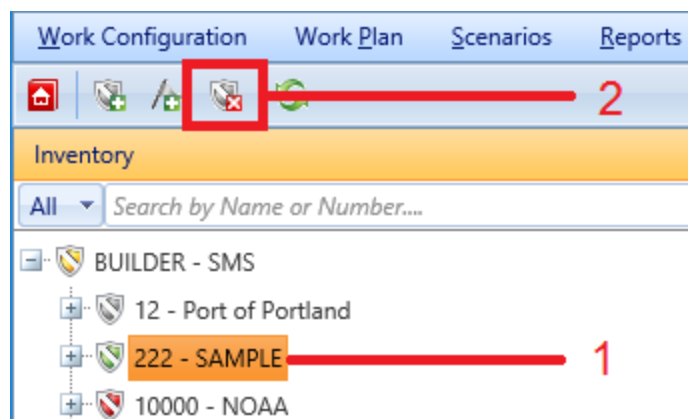 Work Configuration Work Plan Scenarios Reports
2
Inventory
All Search by Name or Number....
BUILDER - SMS
12 - Port of Portland
222 - SAMPLE 1
10000 - NOAA